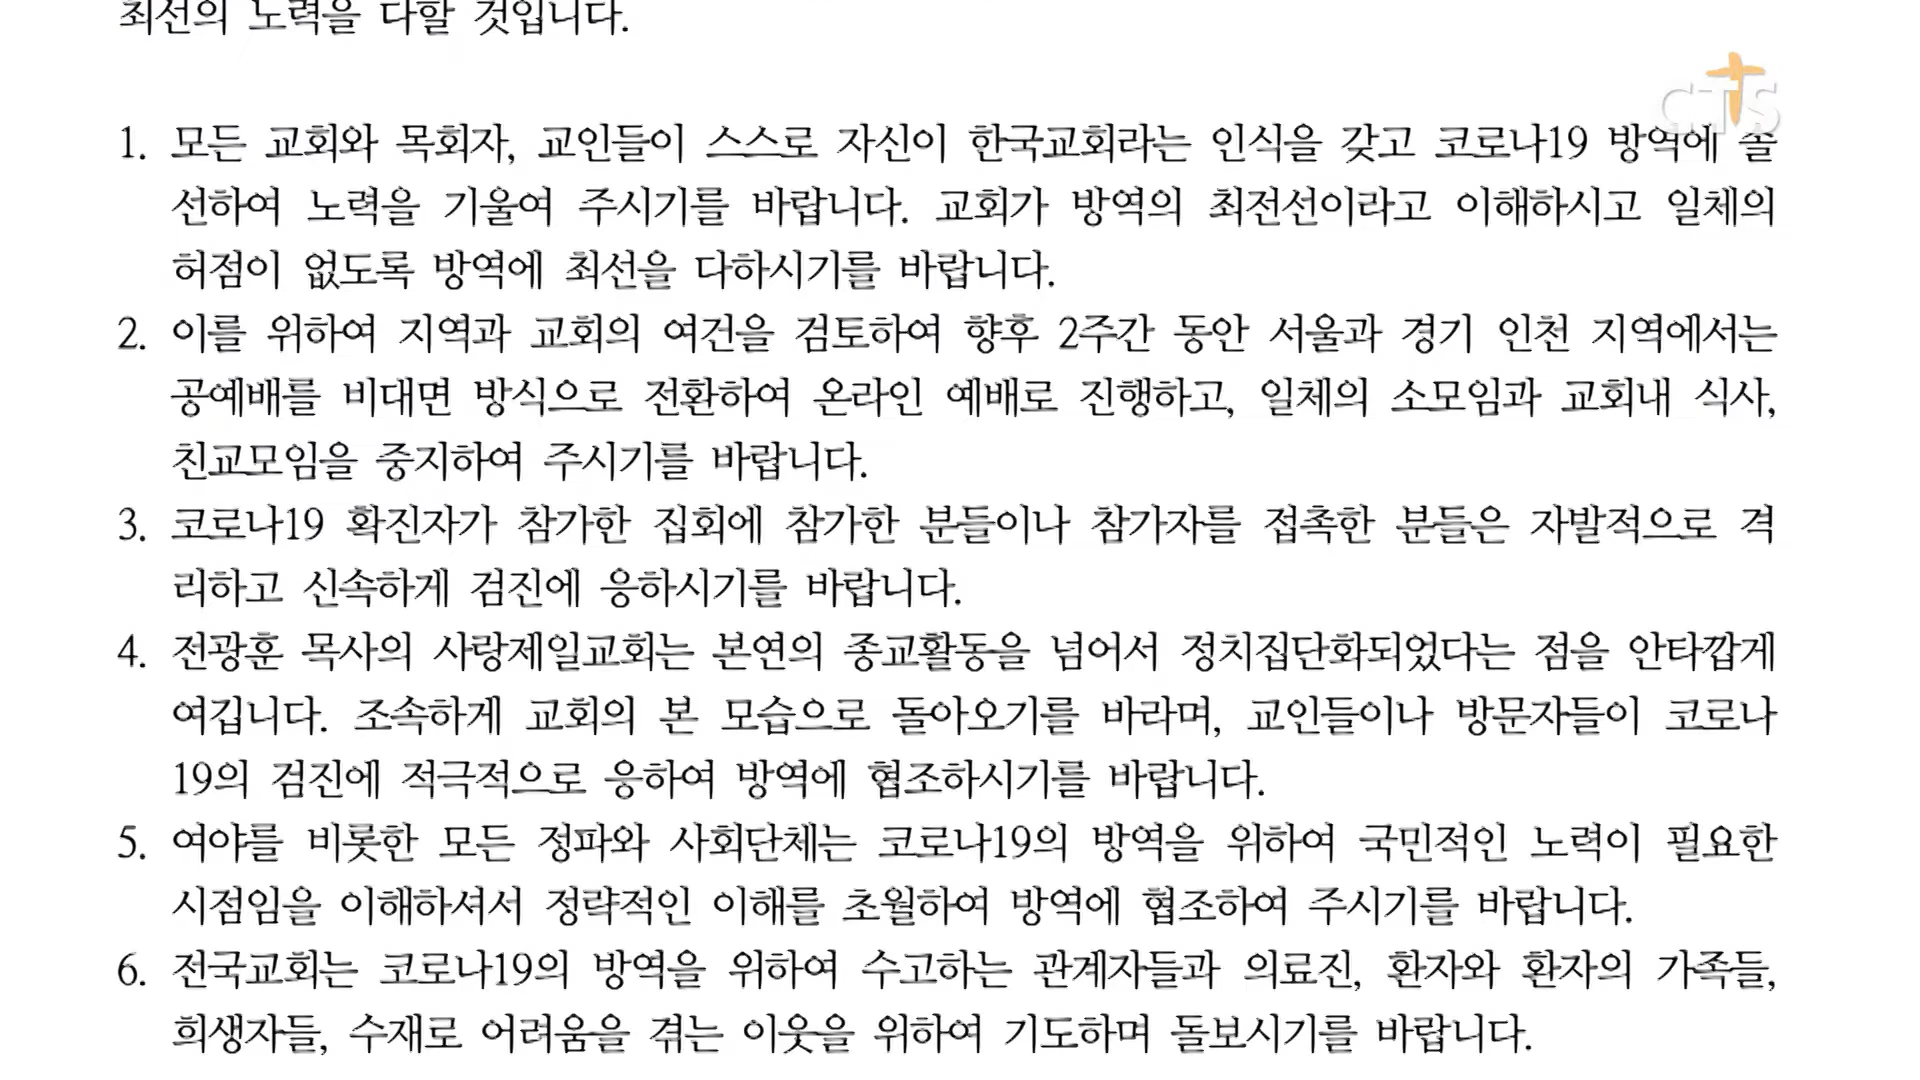 최선의 노력을 다할 것입니다.
CTS
1. 모든 교회와 목회자, 교인들이 스스로 자신이 한국교회라는 인식을 갖고 코로나19 방역에 솔
선하여 노력을 기울여 주시기를 바랍니다. 교회가 방역의 최전선이라고 이해하시고 일체의
허점이 없도록 방역에 최선을 다하시기를 바랍니다.
2. 이를 위하여 지역과 교회의 여건을 검토하여 향후 2주간 동안 서울과 경기 인천 지역에서는
공예배를 비대면 방식으로 전환하여 온라인 예배로 진행하고, 일체의 소모임과 교회내 식사,
친교모임을 중지하여 주시기를 바랍니다.
3. 코로나19 확진자가 참가한 집회에 참가한 분들이나 참가자를 접촉한 분들은 자발적으로 격
리하고 신속하게 검진에 응하시기를 바랍니다.
4. 전광훈 목사의 사랑제일교회는 본연의 종교활동을 넘어서 정치집단화되었다는 점을 안타깝게
여깁니다. 조속하게 교회의 본 모습으로 돌아오기를 바라며, 교인들이나 방문자들이 코로나
19의 검진에 적극적으로 응하여 방역에 협조하시기를 바랍니다.
5. 여야를 비롯한 모든 정파와 사회단체는 코로나19의 방역을 위하여 국민적인 노력이 필요한
시점임을 이해하셔서 정략적인 이해를 초월하여 방역에 협조하여 주시기를 바랍니다.
6. 전국교회는 코로나19의 방역을 위하여 수고하는 관계자들과 의료진, 환자와 환자의 가족들,
희생자들, 수재로 어려움을 겪는 이웃을 위하여 기도하며 돌보시기를 바랍니다.